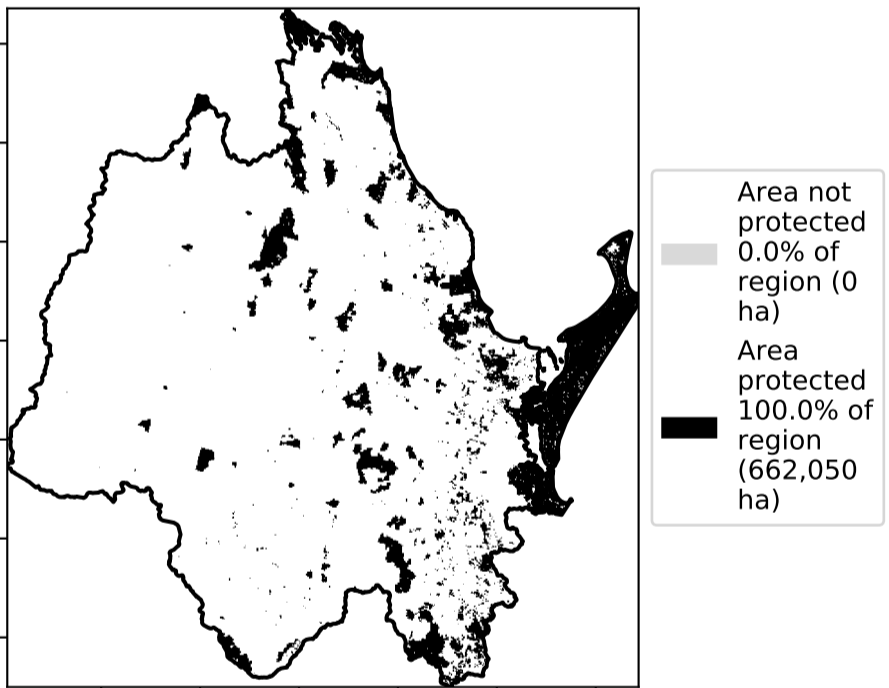 Area not
protected
0.0% of
region (0
ha)
Area
protected
100.0% of
region
(662,050
ha)